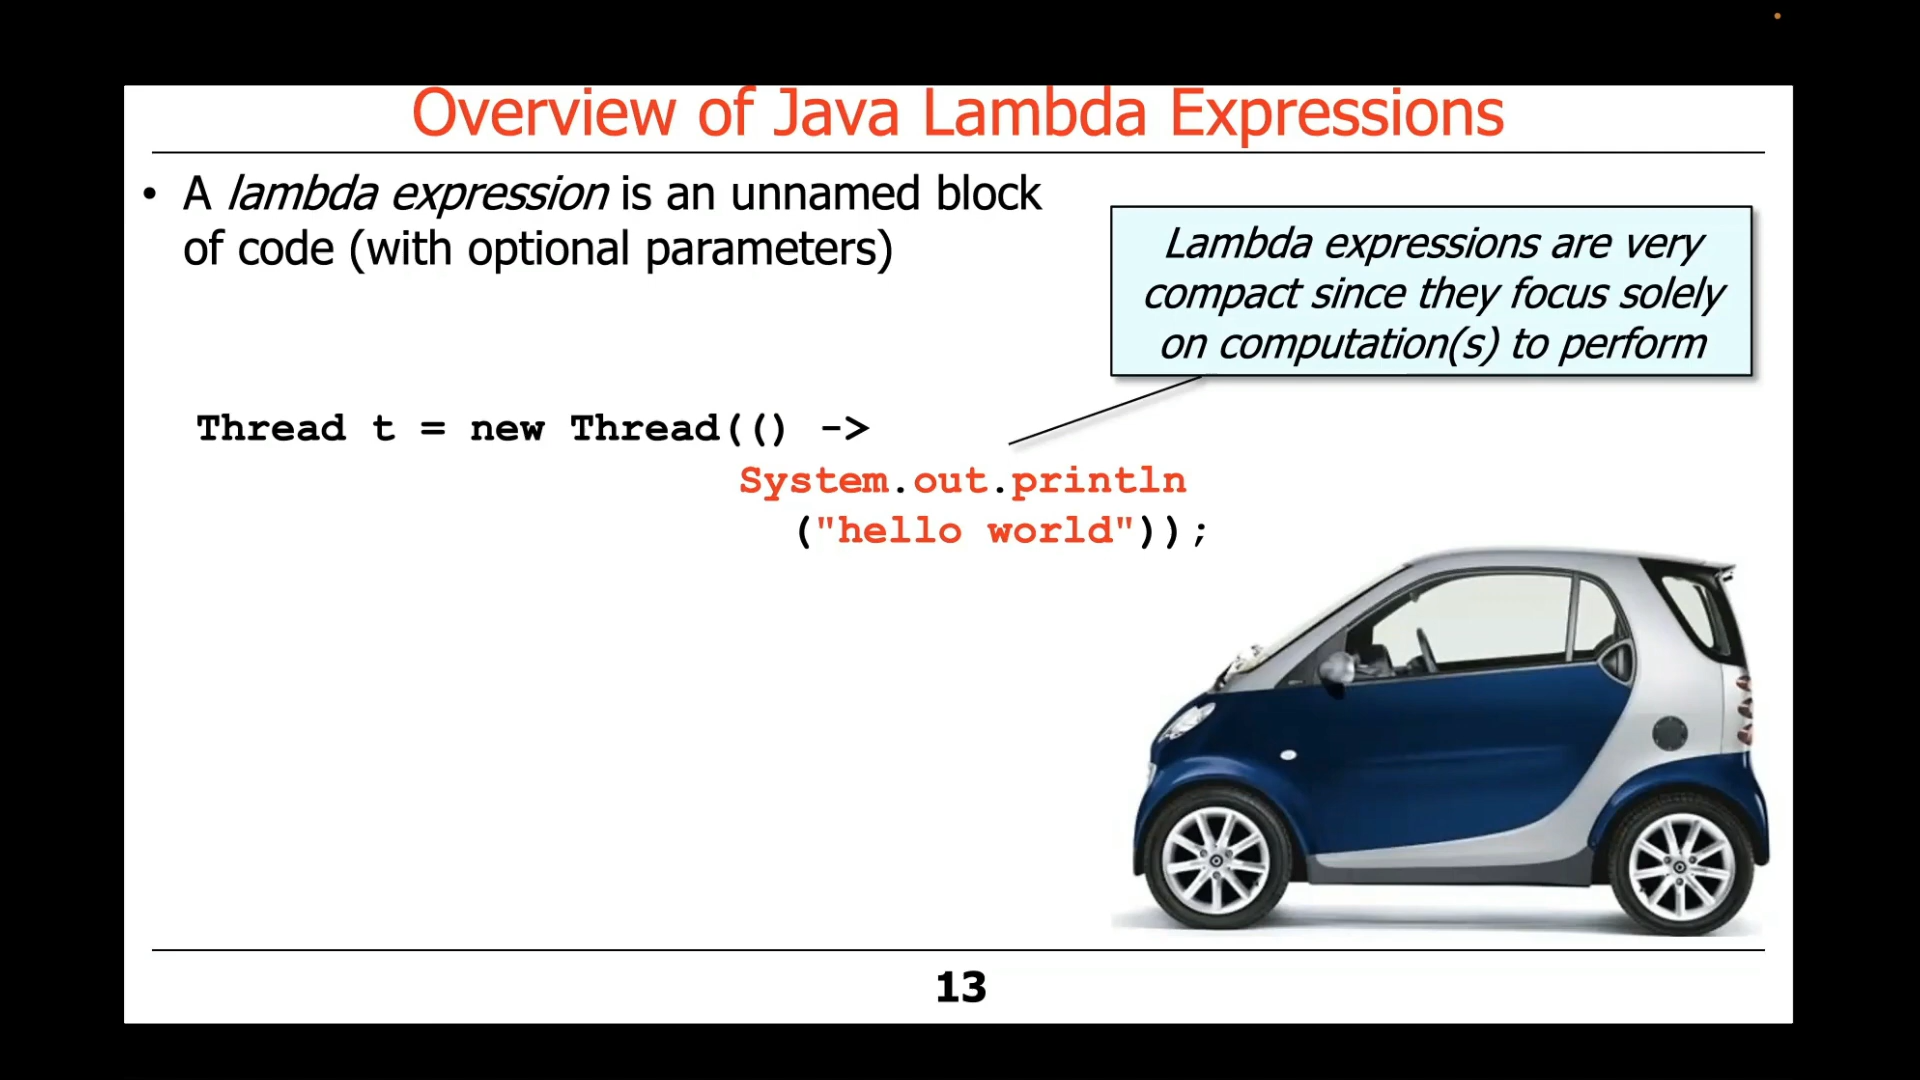 Overview of Java Lambda Expressions
• A lambda expression is an unnamed block
of code (with optional parameters)
Lambda expressions are very
compact since they focus solely
on computation(s) to perform
Thread t = new Thread(() ->
System.out.println
("hello world"));
13